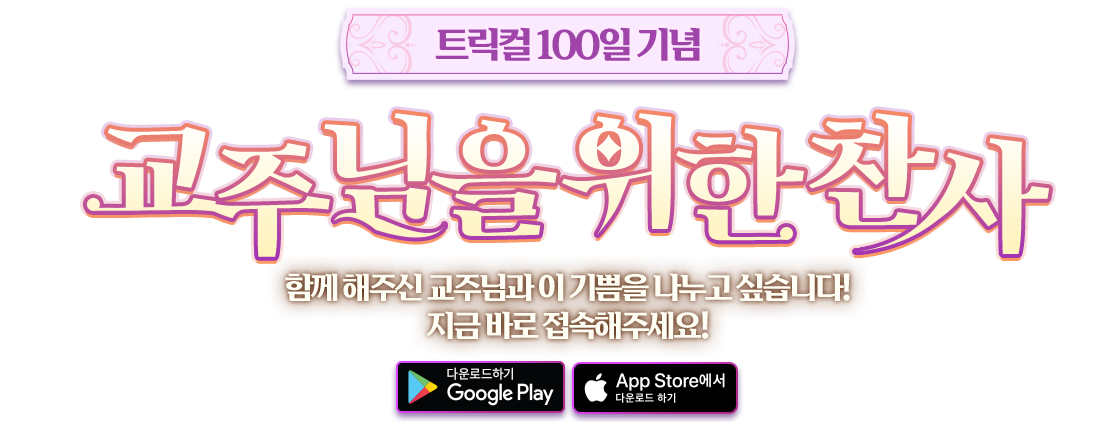 트릭컬 100일 기념
교주님을 위한 찬사
함께 해주신 교주님과 이 기쁨을 나누고 싶습니다!
지금 바로 접속해주세요!
다운로드하기
Google Play
App Store에서
다운로드 하기